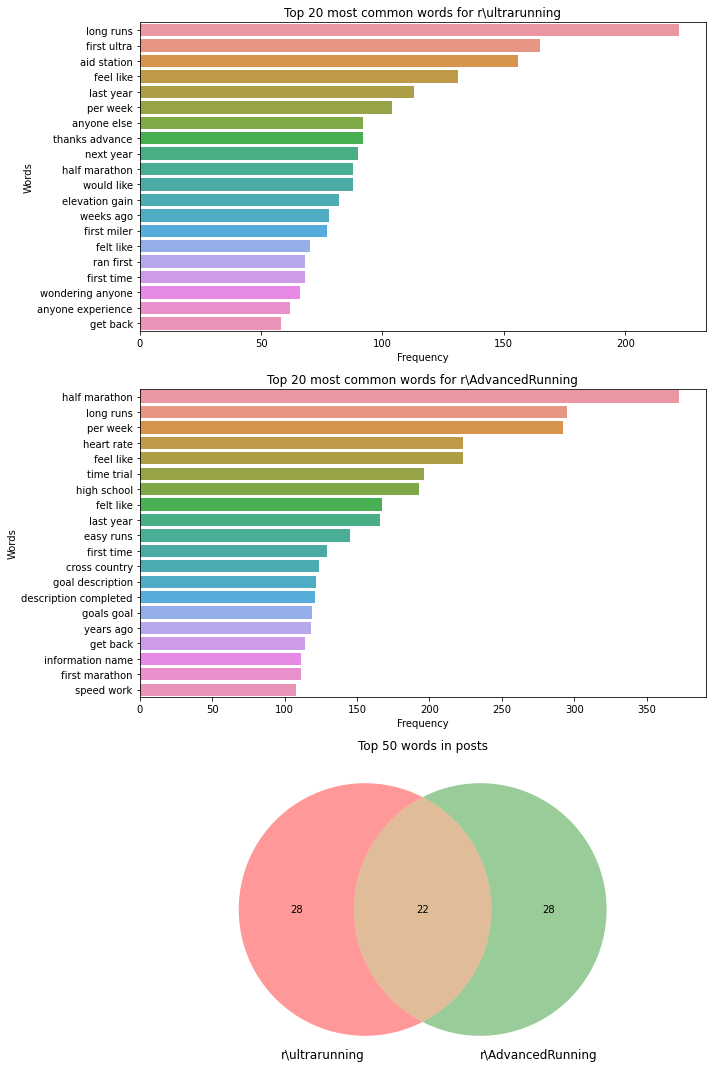 Top 20 most common words for r\ultrarunning
Words
long runs
first ultra
aid station
feel like
last year
per week
anyone else
thanks advance
next year
half marathon
would like
elevation gain
weeks ago
first miler
felt like
ran first
first time
wondering anyone
anyone experience
get back
0 50 100 150 200
Frequency
Top 20 most common words for r\AdvancedRunning
Words
half marathon
long runs
per week
heart rate
feel like
time trial
high school
felt like
last year
easy runs
first time
cross country
goal description
description completed
goals goal
years ago
get back
information name
first marathon
speed work
0 50 100 150 200 250 300 350
Frequency
Top 50 words in posts
28 22 28
r\ultrarunning r\AdvancedRunning